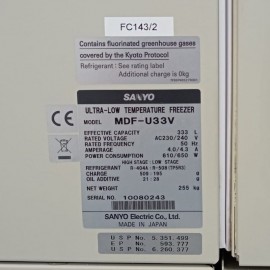 FC143/2
Contains fluorinated greenhouse gases
covered by the Kyoto Protocol
Refrigerant : See rating label
Additional charge is 0kg
SANYO
ULTRA-LOW TEMPERATURE FREEZER
MODEL MDF-U33V
EFFECTIVE CAPACITY 333 L
RATED VOLTAGE AC230/240 V
RATED FREQUENCY 50 Hz
AMPERES 4.0/4.3 A
POWER CONSUMPTION 610/650 W
HIGH STAGE LOW STAGE
REFRIGERANT R-404A
CHARGE
OIL ADDITIVE
NET WEIGHT 255 kg
SERIAL NO. 10080243
SANYO Electric Co., Ltd.
MADE IN JAPAN
U S P No. 5,351,499
E P No. 593,777
U S P No. 6,260,377